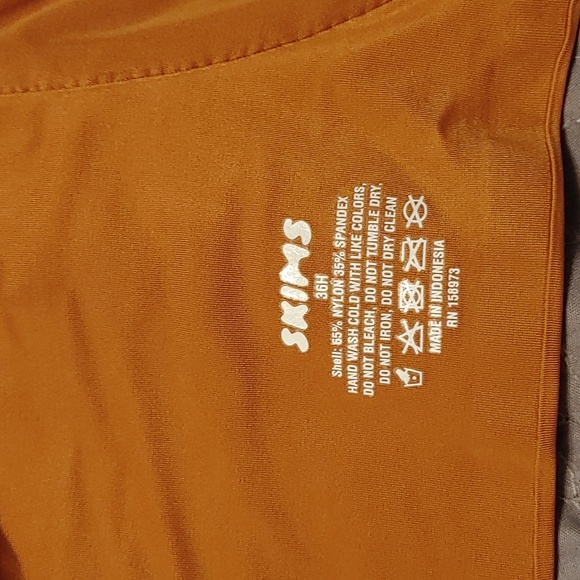 SKIMS
36H
Shell: 65% NYLON 35% SPANDEX
HAND WASH COLD WITH LIKE COLORS,
DO NOT BLEACH, DO NOT TUMBLE DRY,
DO NOT IRON, DO NOT DRY CLEAN
MADE IN INDONESIA
RN 158973